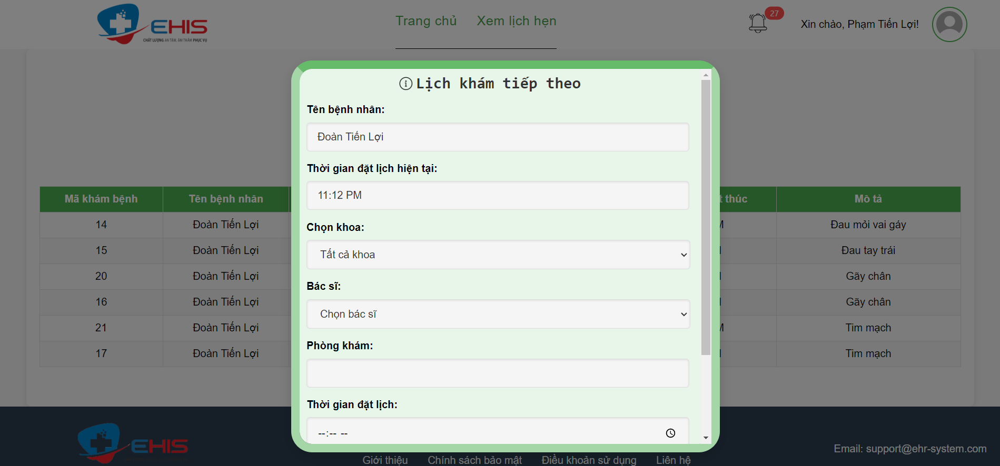 EHIS
CHẤT LƯỢNG AN TÂM, ÂM THẦM PHỤC VỤ
Trang chủ
Xem lịch hẹn
27
Xin chào, Phạm Tiến Lợi!
Lịch khám tiếp theo
Tên bệnh nhân:
Đoàn Tiến Lợi
Thời gian đặt lịch hiện tại:
11:12 PM
Chọn khoa:
Tất cả khoa
Bác sĩ:
Chọn bác sĩ
Phòng khám:
Thời gian đặt lịch:
--:-- --
Mã khám bệnh Tên bệnh nhân thúc Mô tả
14 Đoàn Tiến Lợi Đau mỏi vai gáy
15 Đoàn Tiến Lợi Đau tay trái
20 Đoàn Tiến Lợi Gãy chân
16 Đoàn Tiến Lợi Gãy chân
21 Đoàn Tiến Lợi Tim mạch
17 Đoàn Tiến Lợi Tim mạch
EHIS
Giới thiệu Chính sách bảo mật Điều khoản sử dụng Liên hệ
Email: support@ehr-system.com